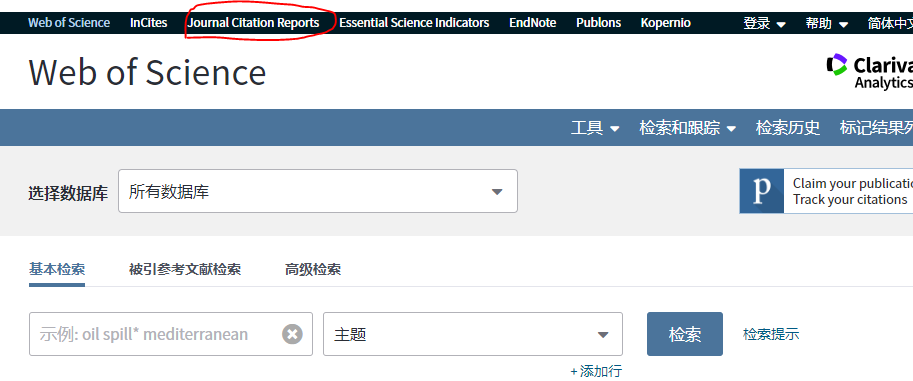 Web of Science InCites Journal Citation Reports Essential Science Indicators EndNote Publons Kopernio 登录 帮助 简体中文
Web of Science
Clariva
Analytics
工具 检索和跟踪 检索历史 标记结果列
选择数据库 所有数据库
Claim your publication
Track your citations
基本检索 被引参考文献检索 高级检索
示例: oil spill* mediterranean 主题 检索 检索提示
+ 添加行